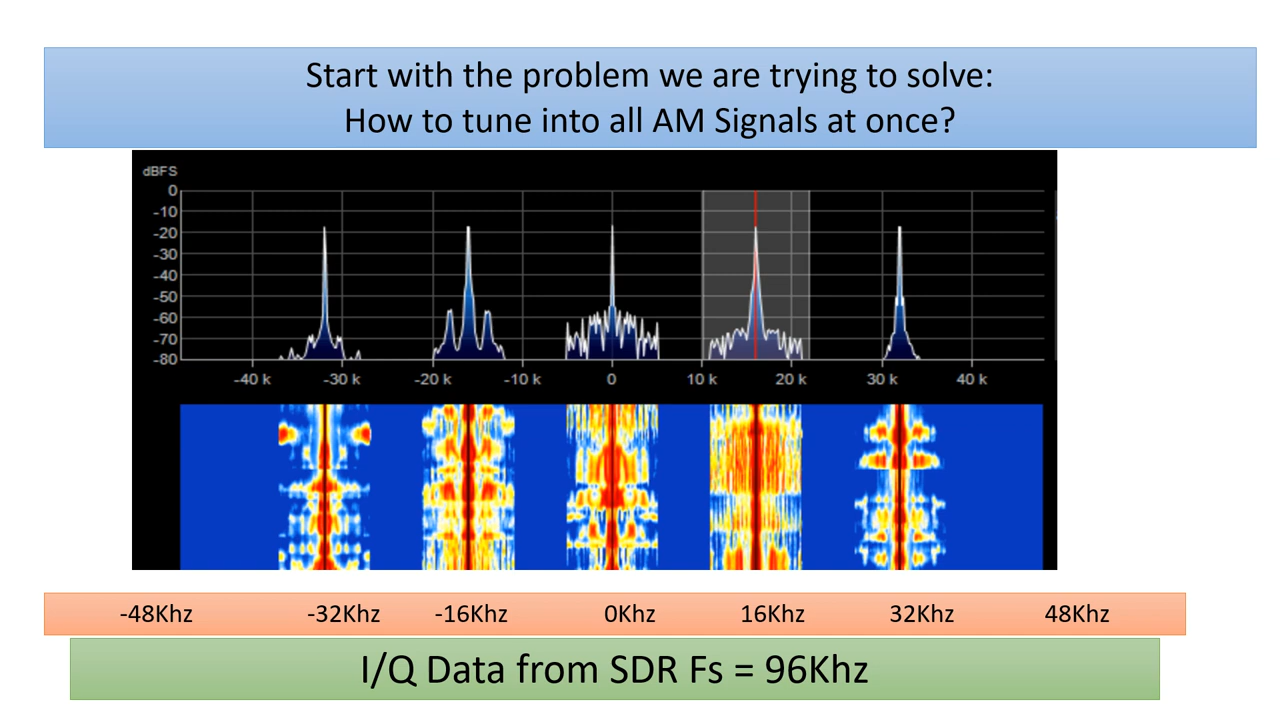 Start with the problem we are trying to solve:
How to tune into all AM Signals at once?
dBFS
0
-10
-20
-30
-40
-50
-60
-70
-80
-40 k -30 k -20 k -10 k 0 10 k 20 k 30 k 40 k
-48Khz -32Khz -16Khz 0Khz 16Khz 32Khz 48Khz
I/Q Data from SDR Fs = 96Khz